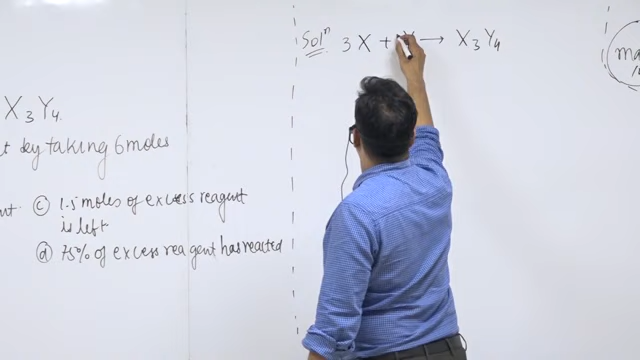 X3Y4.
t by taking 6 moles
nt.
(c) 1.5 moles of excess reagent
is left
(d) 75% of excess reagent has reacted
Solⁿ 3X + Y → X3Y4